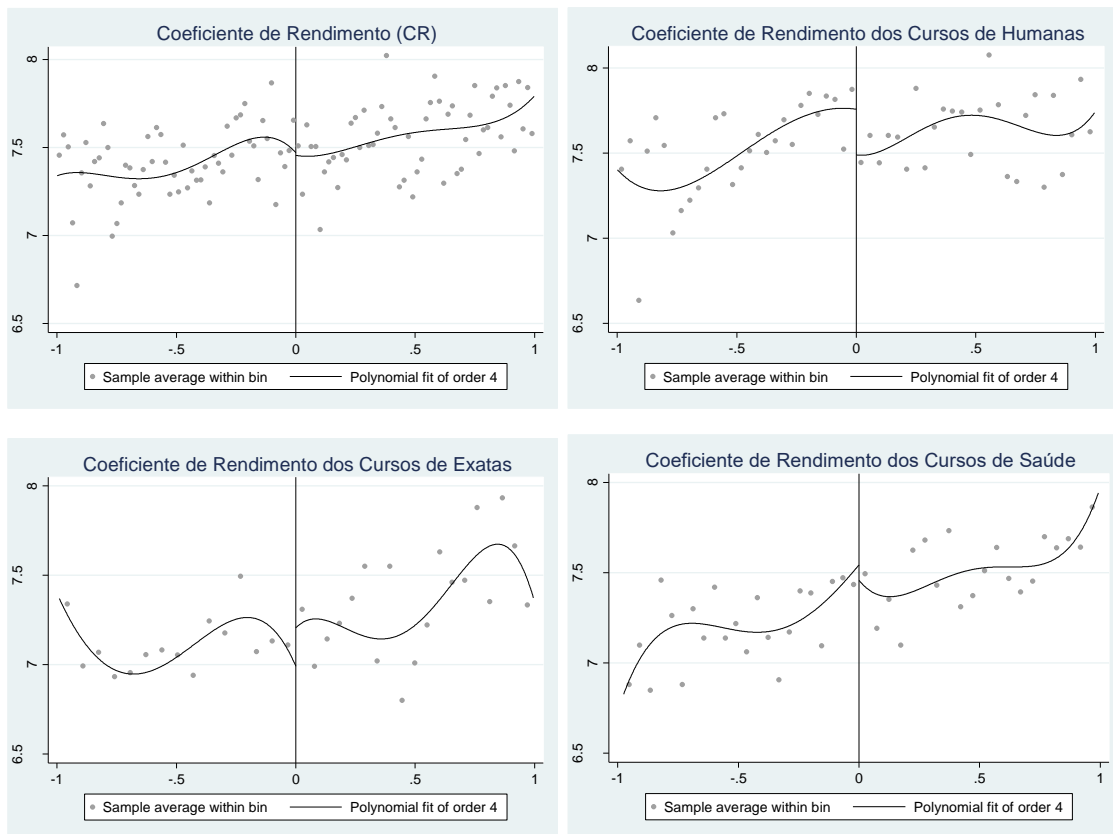 Coeficiente de Rendimento (CR)
8
7.5
7
6.5
-1 -.5 0 .5 1
Sample average within bin Polynomial fit of order 4
Coeficiente de Rendimento dos Cursos de Humanas
8
7.5
7
6.5
-1 -.5 0 .5 1
Sample average within bin Polynomial fit of order 4
Coeficiente de Rendimento dos Cursos de Exatas
8
7.5
7
6.5
-1 -.5 0 .5 1
Sample average within bin Polynomial fit of order 4
Coeficiente de Rendimento dos Cursos de Saúde
8
7.5
7
6.5
-1 -.5 0 .5 1
Sample average within bin Polynomial fit of order 4